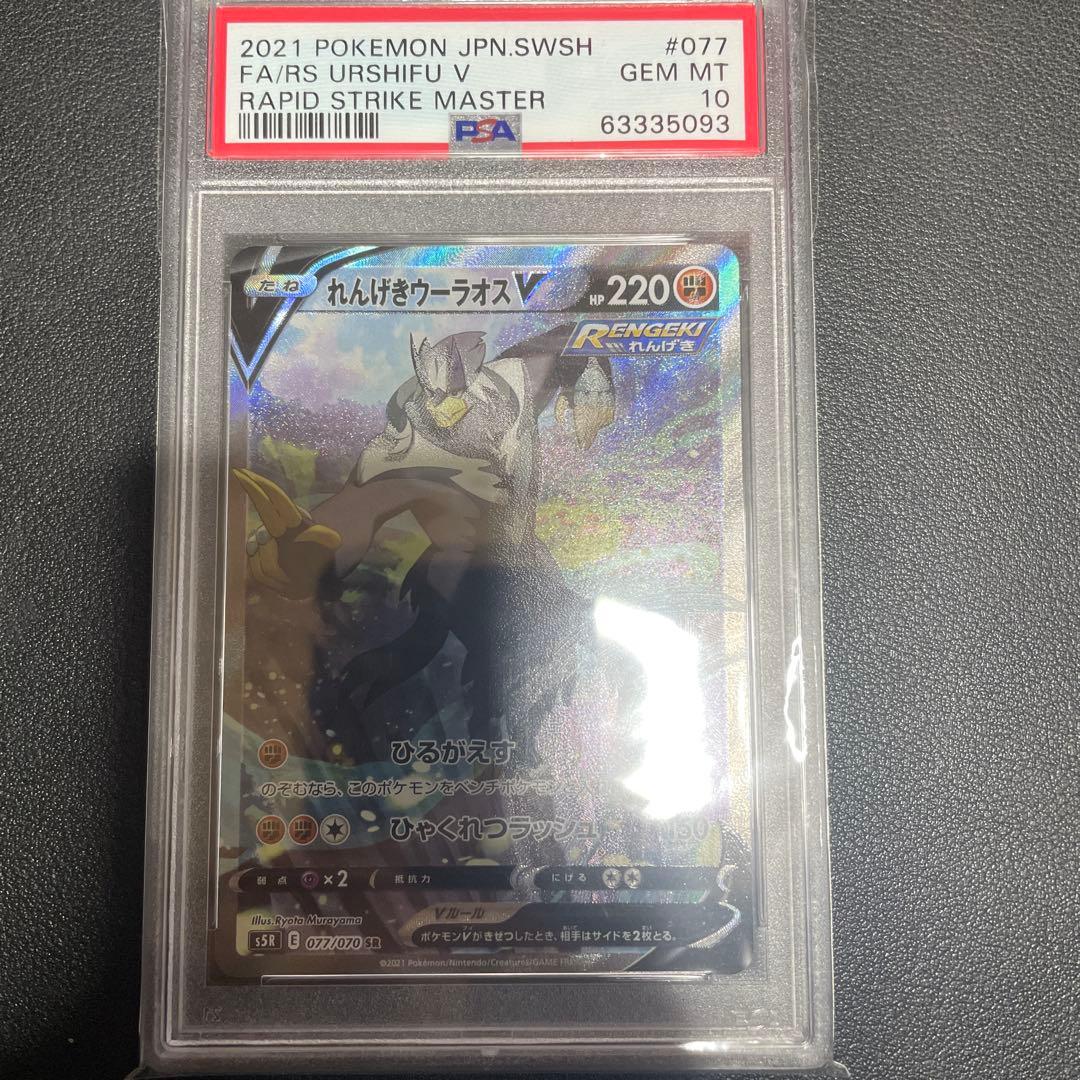 2021 POKEMON JPN.SWSH #077
FA/RS URSHIFU V GEM MT
RAPID STRIKE MASTER 10
PSA 63335093
たね れんげきウーラオスV HP 220
RENGEKI
れんげき
ひるがえす
のぞむなら、このポケモンをベンチポケモンと
ひゃくれつラッシュ 150
弱点 ×2 抵抗力 にげる
Illus.Ryota Murayama
Vルール
s5R E 077/070 SR
ポケモンVがきぜつしたとき、相手はサイドを2枚とる。
©2021 Pokémon/Nintendo/Creatures/GAME